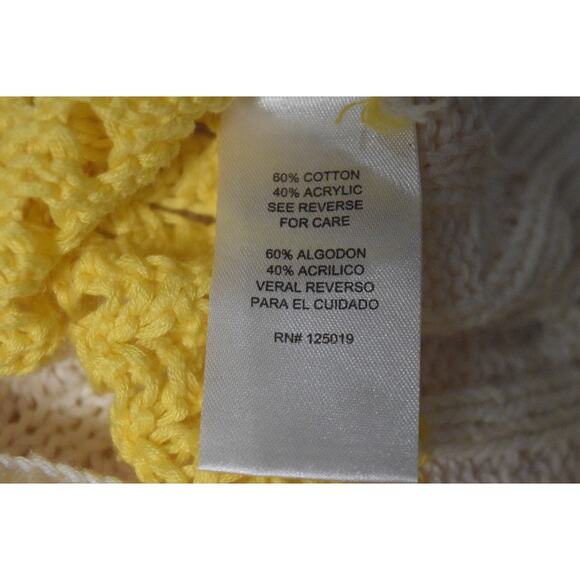 60% COTTON
40% ACRYLIC
SEE REVERSE
FOR CARE
60% ALGODON
40% ACRILICO
VERAL REVERSO
PARA EL CUIDADO
RN# 125019